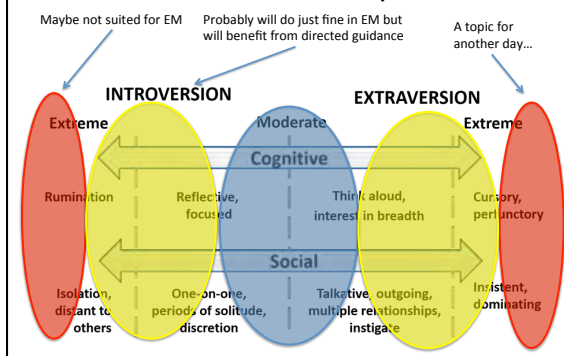 Maybe not suited for EM
Probably will do just fine in EM but
will benefit from directed guidance
A topic for
another day…
INTROVERSION
EXTRAVERSION
Extreme
Moderate
Extreme
Cognitive
Rumination
Reflective,
focused
Think aloud,
interest in breadth
Cursory,
perfunctory
Social
Isolation,
distant to
others
One-on-one,
periods of solitude,
discretion
Talkative, outgoing,
multiple relationships,
instigate
Insistent,
dominating